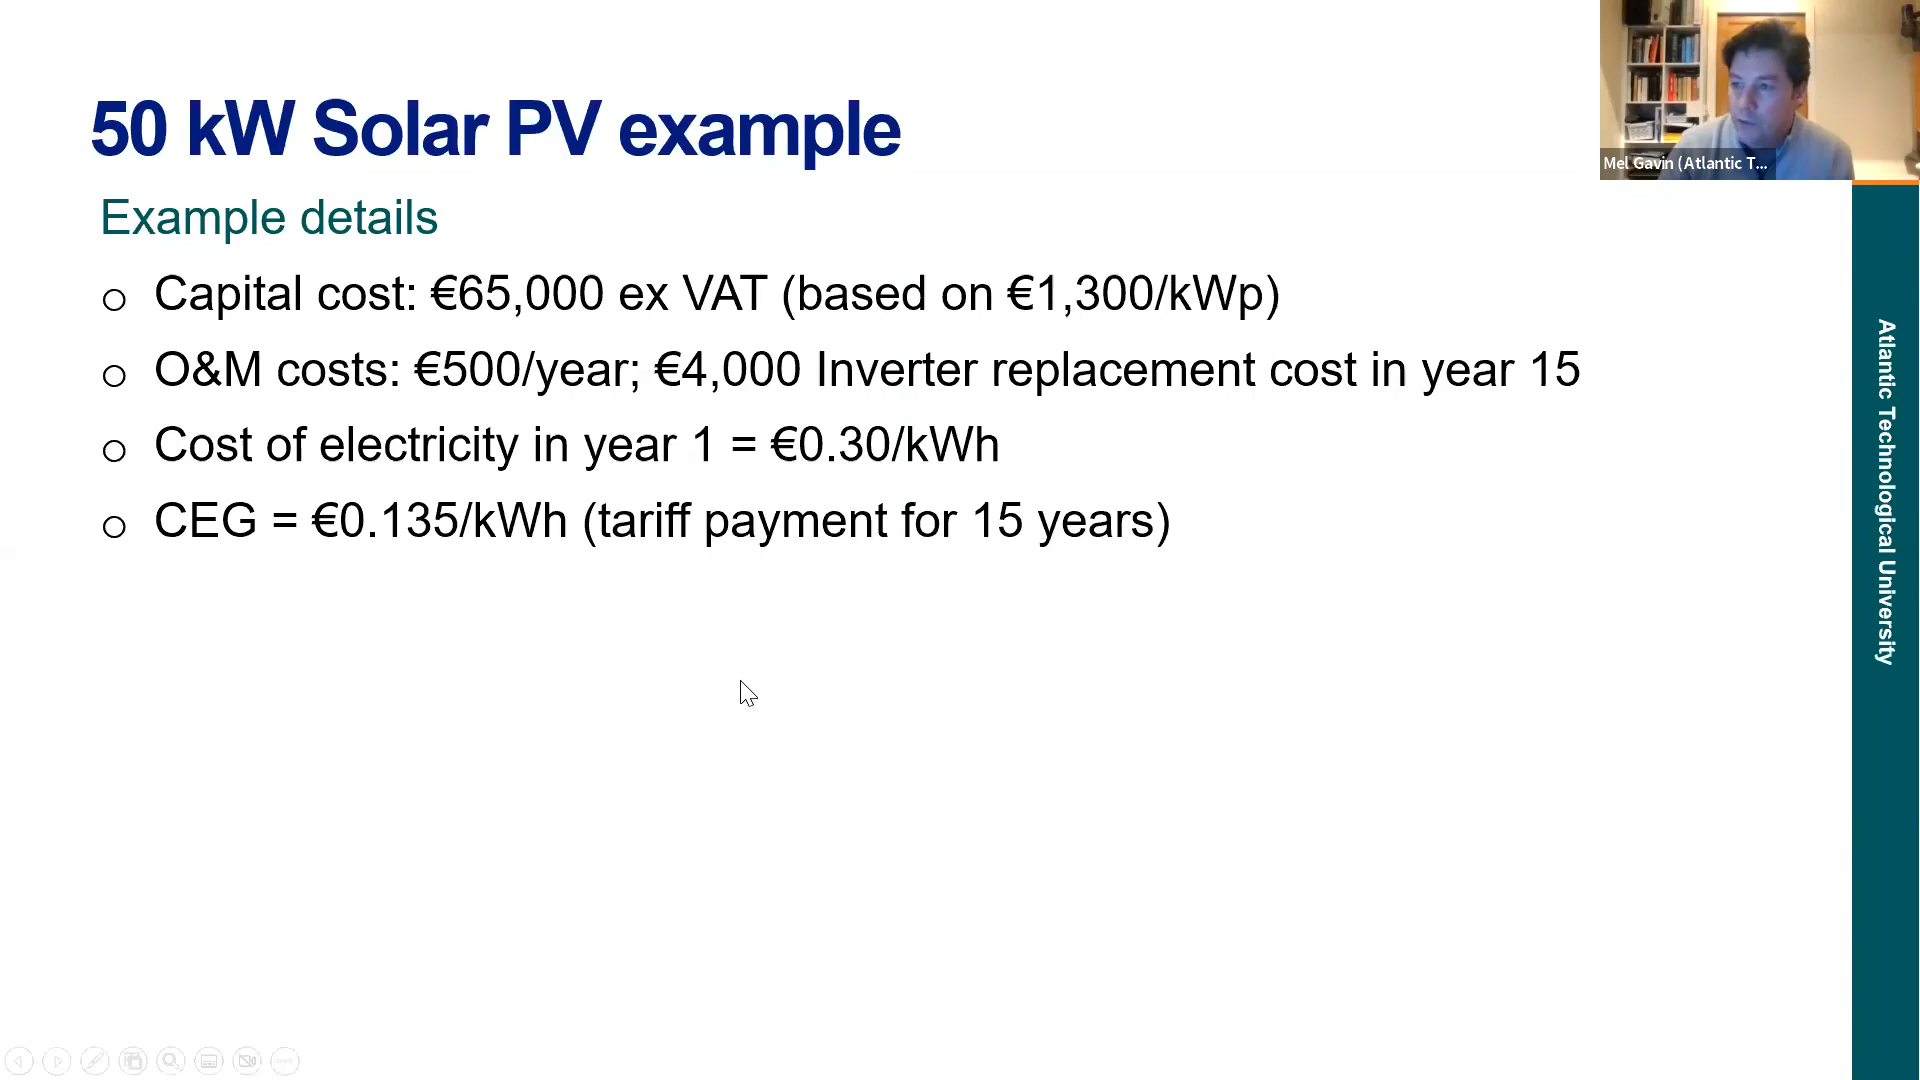 50 kW Solar PV example
Example details
Capital cost: €65,000 ex VAT (based on €1,300/kWp)
O&M costs: €500/year; €4,000 Inverter replacement cost in year 15
Cost of electricity in year 1 = €0.30/kWh
CEG = €0.135/kWh (tariff payment for 15 years)
Mel Gavin (Atlantic T...
Atlantic Technological University